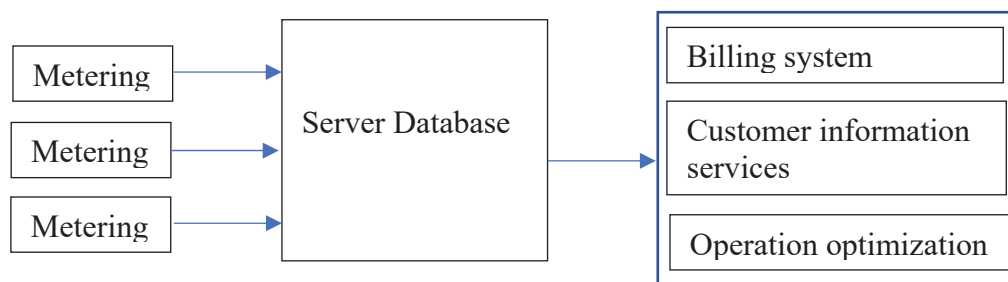 Metering
Metering
Metering
Server Database
Billing system
Customer information
services
Operation optimization